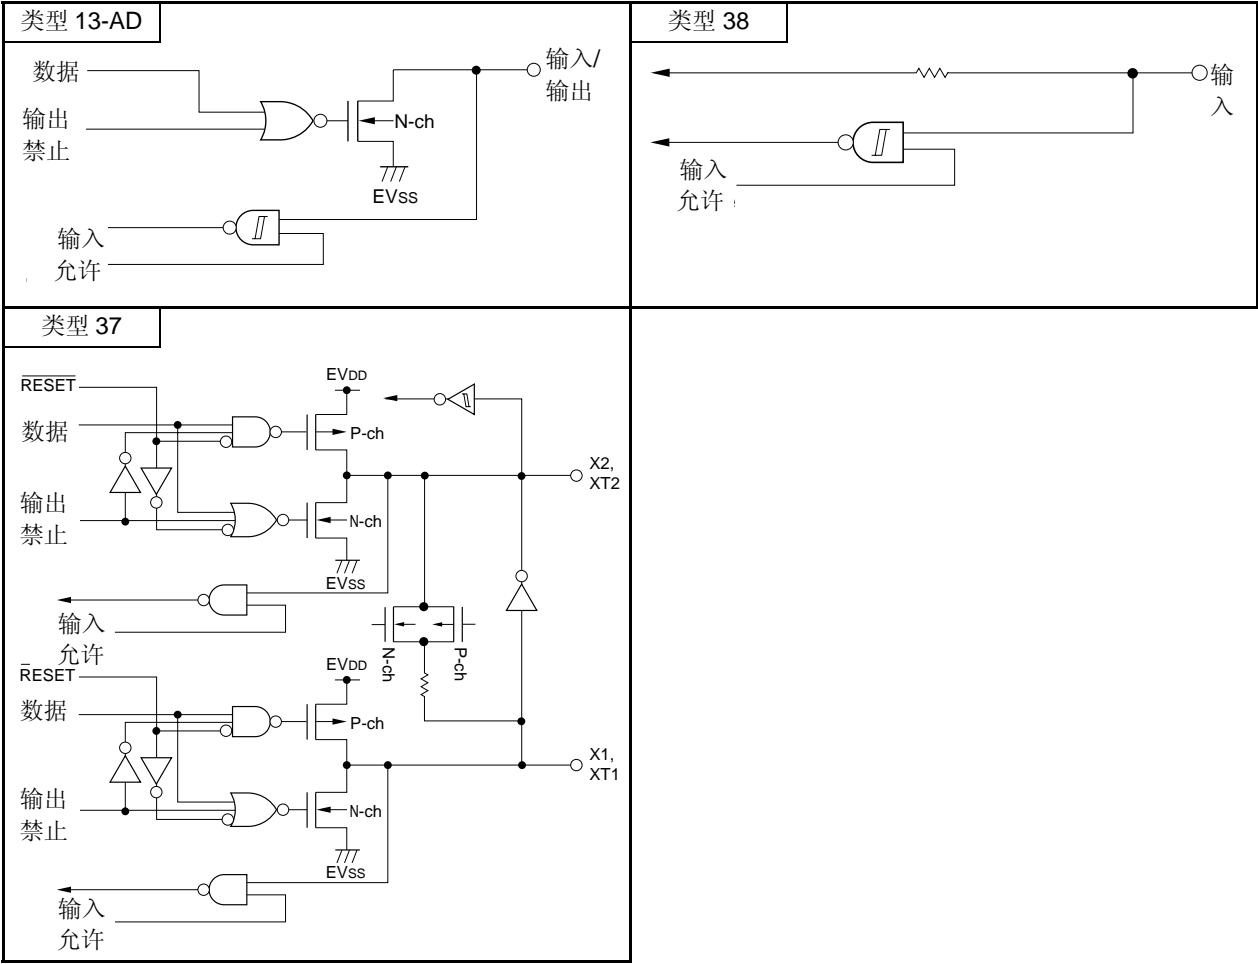 类型 13-AD
数据
输出
禁止
N-ch
EVSS
输入/
输出
输入
允许
类型 38
输
入
输入
允许
类型 37
RESET
数据
输出
禁止
EVDD
P-ch
N-ch
EVSS
X2,
XT2
输入
允许
N-ch
P-ch
RESET
数据
输出
禁止
EVDD
P-ch
N-ch
EVSS
X1,
XT1
输入
允许